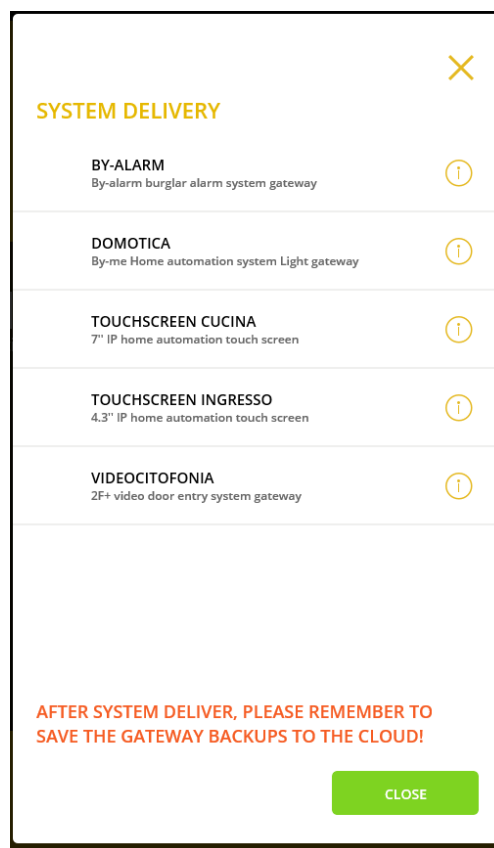 SYSTEM DELIVERY
BY-ALARM
By-alarm burglar alarm system gateway
DOMOTICA
By-me Home automation system Light gateway
TOUCHSCREEN CUCINA
7'' IP home automation touch screen
TOUCHSCREEN INGRESSO
4.3'' IP home automation touch screen
VIDEOCITOFONIA
2F+ video door entry system gateway
AFTER SYSTEM DELIVER, PLEASE REMEMBER TO
SAVE THE GATEWAY BACKUPS TO THE CLOUD!
CLOSE